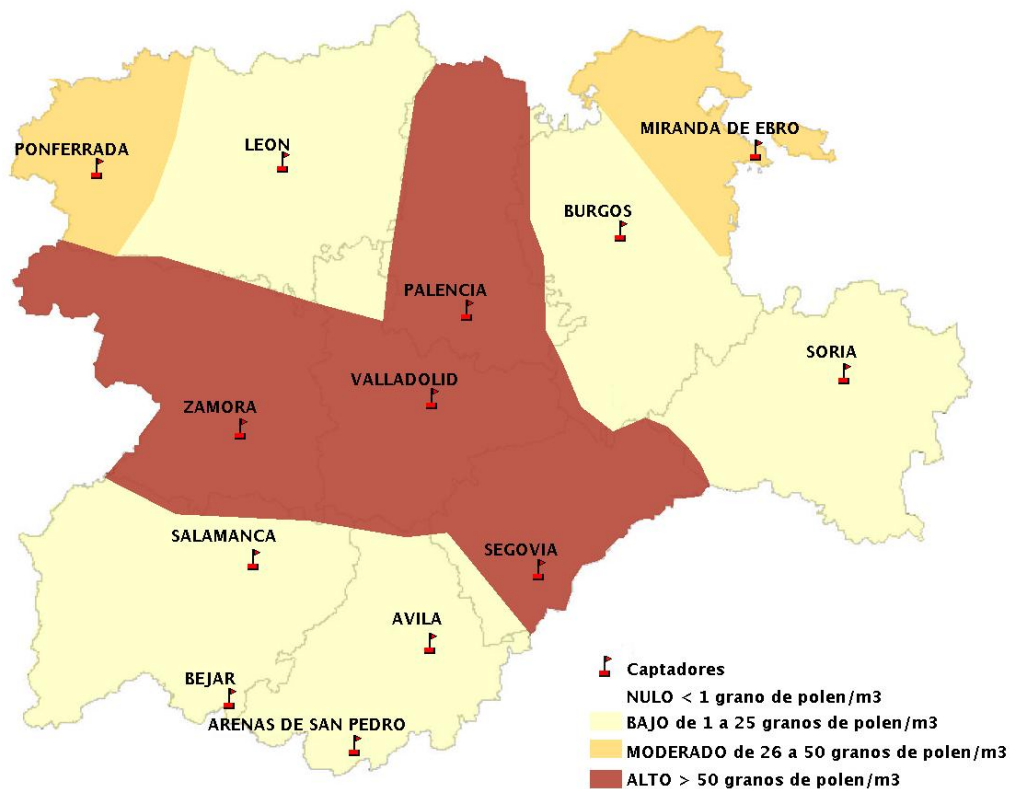 MIRANDA DE EBRO
PONFERRADA
LEON
BURGOS
PALENCIA
SORIA
VALLADOLID
ZAMORA
SALAMANCA
SEGOVIA
AVILA
BEJAR
ARENAS DE SAN PEDRO
Captadores
NULO < 1 grano de polen/m3
BAJO de 1 a 25 granos de polen/m3
MODERADO de 26 a 50 granos de polen/m3
ALTO > 50 granos de polen/m3